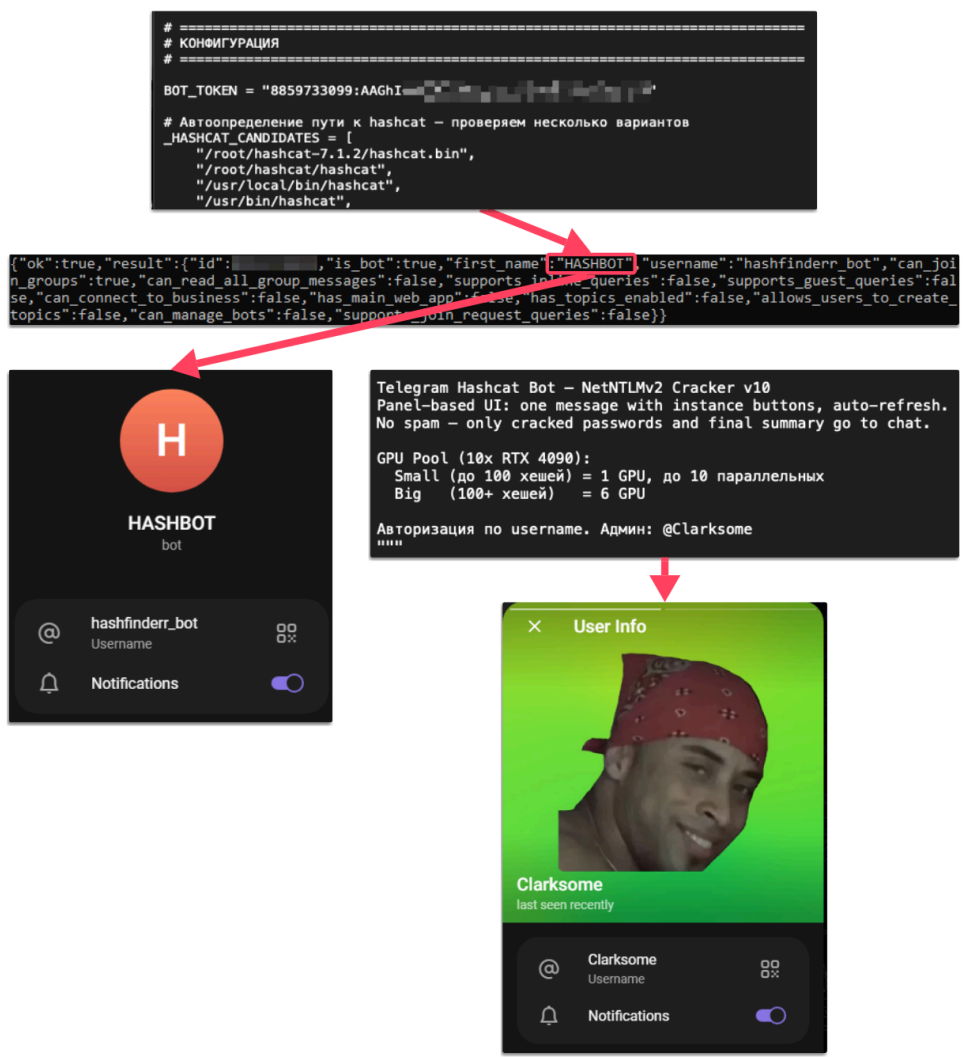 # ============================================================================
# КОНФИГУРАЦИЯ
# ============================================================================
BOT_TOKEN = "8859733099:AAGhI
# Автоопределение пути к hashcat — проверяем несколько вариантов
_HASHCAT_CANDIDATES = [
"/root/hashcat-7.1.2/hashcat.bin",
"/root/hashcat/hashcat",
"/usr/local/bin/hashcat",
"/usr/bin/hashcat",
{"ok":true,"result":{"id": ,"is_bot":true,"first_name":"HASHBOT","username":"hashfinderr_bot","can_joi
n_groups":true,"can_read_all_group_messages":false,"supports_inline_queries":false,"supports_guest_queries":fal
se,"can_connect_to_business":false,"has_main_web_app":false,"has_topics_enabled":false,"allows_users_to_create_
topics":false,"can_manage_bots":false,"supports_join_request_queries":false}}
H
HASHBOT
bot
hashfinderr_bot
Username
Notifications
Telegram Hashcat Bot — NetNTLMv2 Cracker v10
Panel-based UI: one message with instance buttons, auto-refresh.
No spam — only cracked passwords and final summary go to chat.
GPU Pool (10x RTX 4090):
Small (до 100 хешей) = 1 GPU, до 10 параллельных
Big (100+ хешей) = 6 GPU
Авторизация по username. Админ: @Clarksome
"""
User Info
Clarksome
last seen recently
Clarksome
Username
Notifications